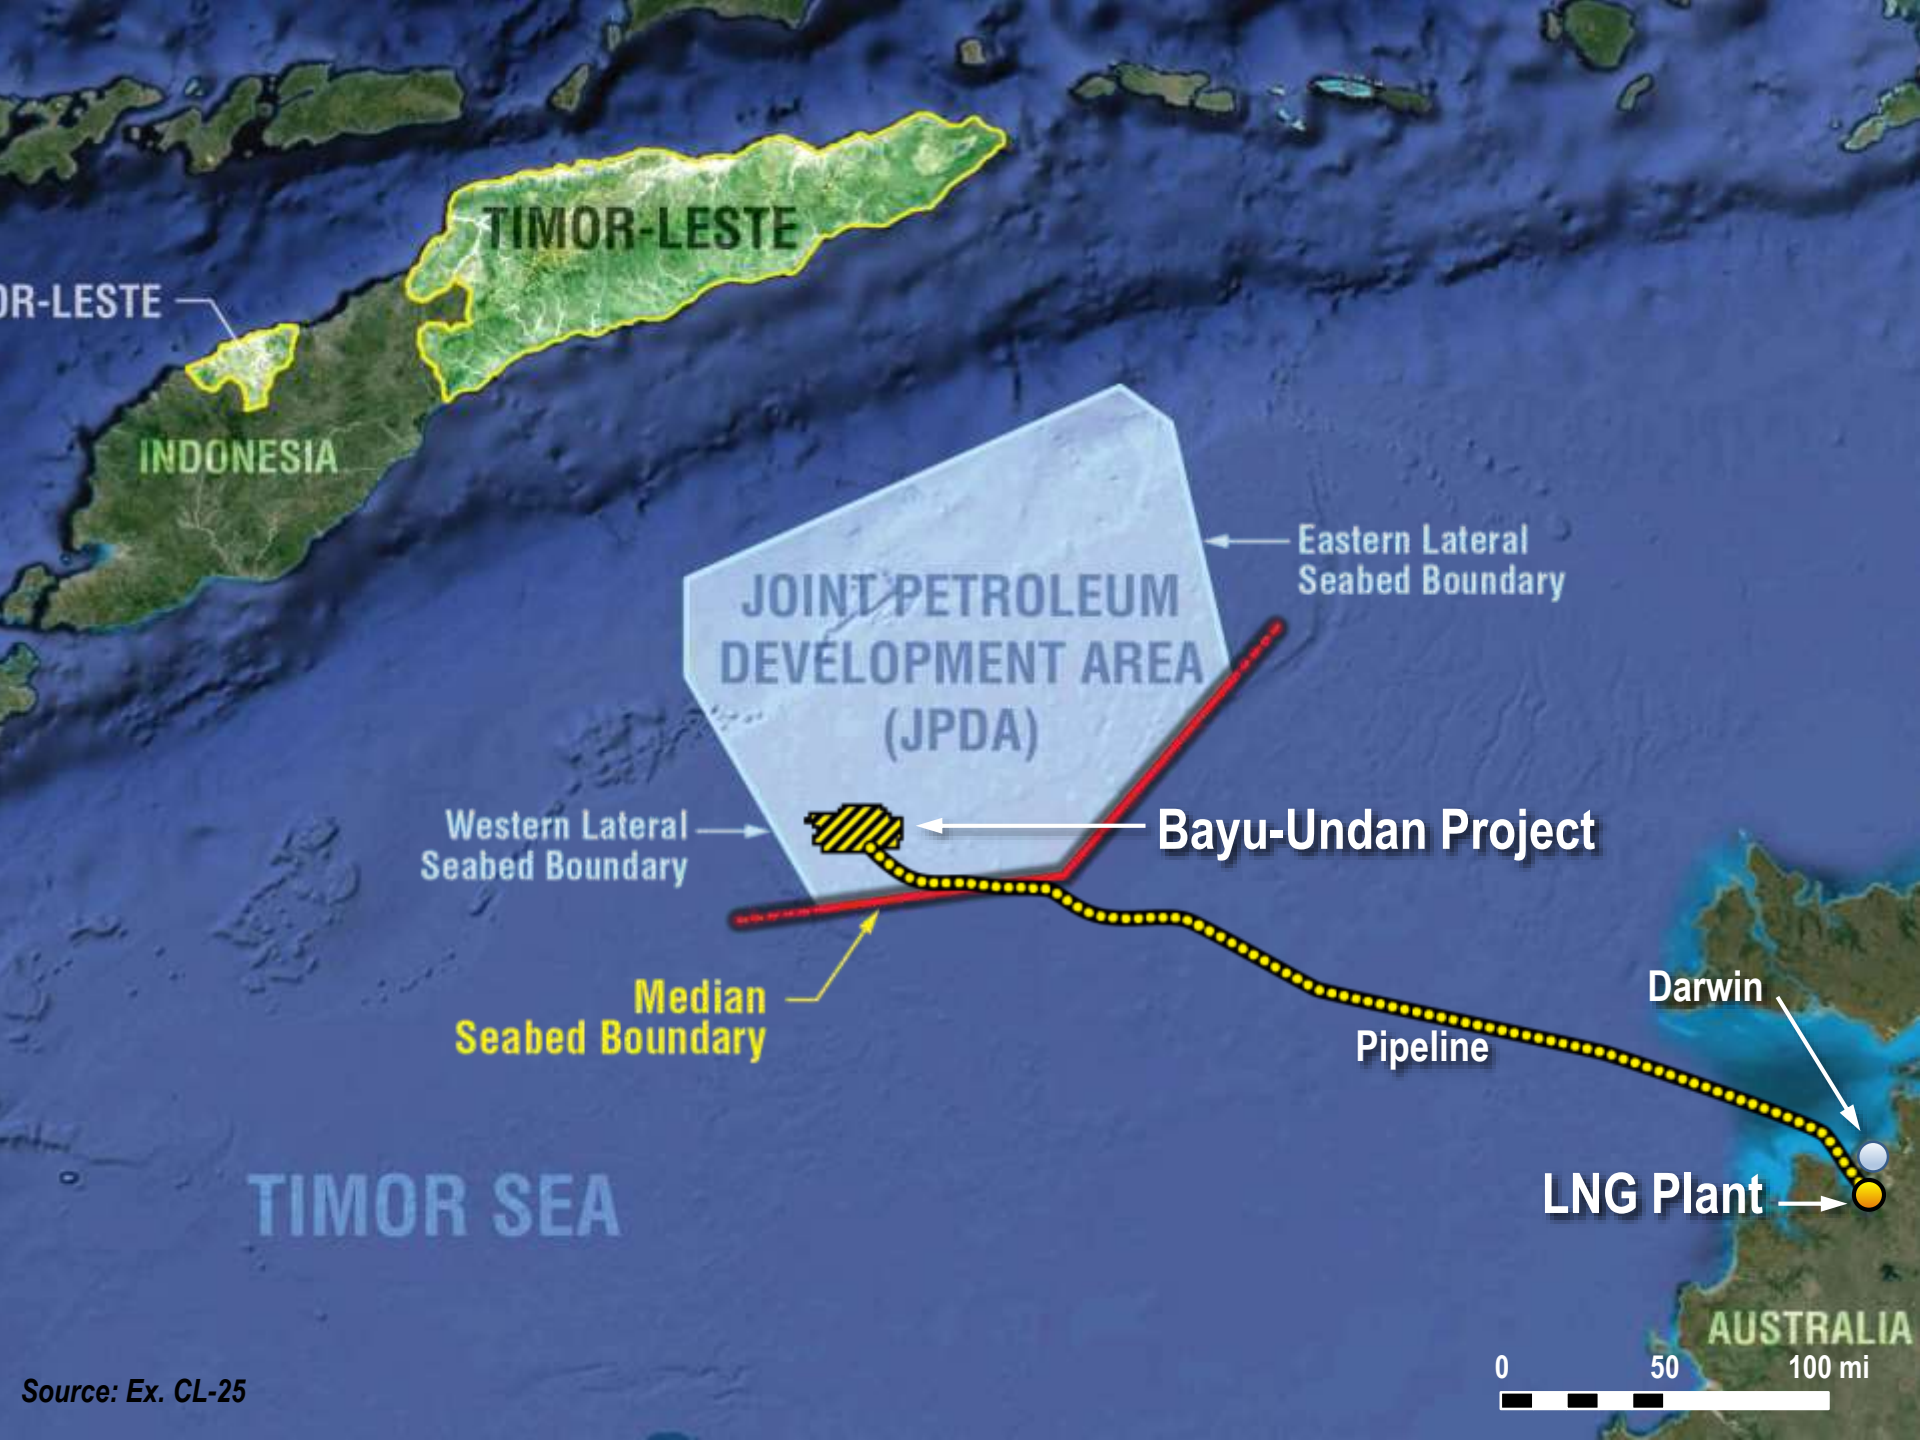 TIMOR-LESTE
OR-LESTE
INDONESIA
Eastern Lateral
Seabed Boundary
JOINT PETROLEUM
DEVELOPMENT AREA
(JPDA)
Western Lateral
Seabed Boundary
Bayu-Undan Project
Median
Seabed Boundary
Darwin
Pipeline
TIMOR SEA
LNG Plant
AUSTRALIA
0 50 100 mi
Source: Ex. CL-25